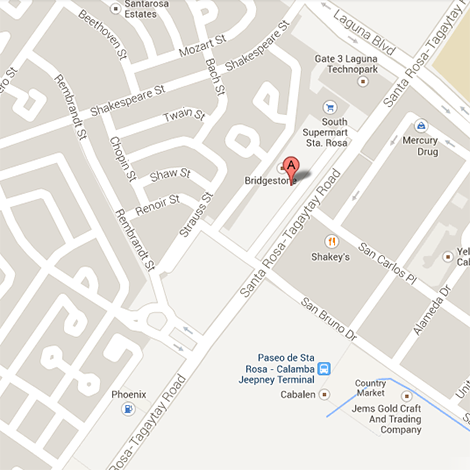 Santarosa
Estates
Beethoven St
Mozart St
Bach St
Shakespeare St
Laguna Blvd
Santa Rosa-Tagaytay
Gate 3 Laguna
Technopark
Rembrandt St
Shakespeare St
Twain St
Chopin St
South
Supermart
Sta. Rosa
Mercury
Drug
Shaw St
A
Bridgestone
Renoir St
Strauss St
Rembrandt St
Santa Rosa-Tagaytay Road
Shakey's
San Carlos Pl
Alameda Dr
San Bruno Dr
Paseo de Sta
Rosa - Calamba
Jeepney Terminal
Cabalen
Country
Market
Jems Gold Craft
And Trading
Company
Phoenix
Rosa-Tagaytay Road